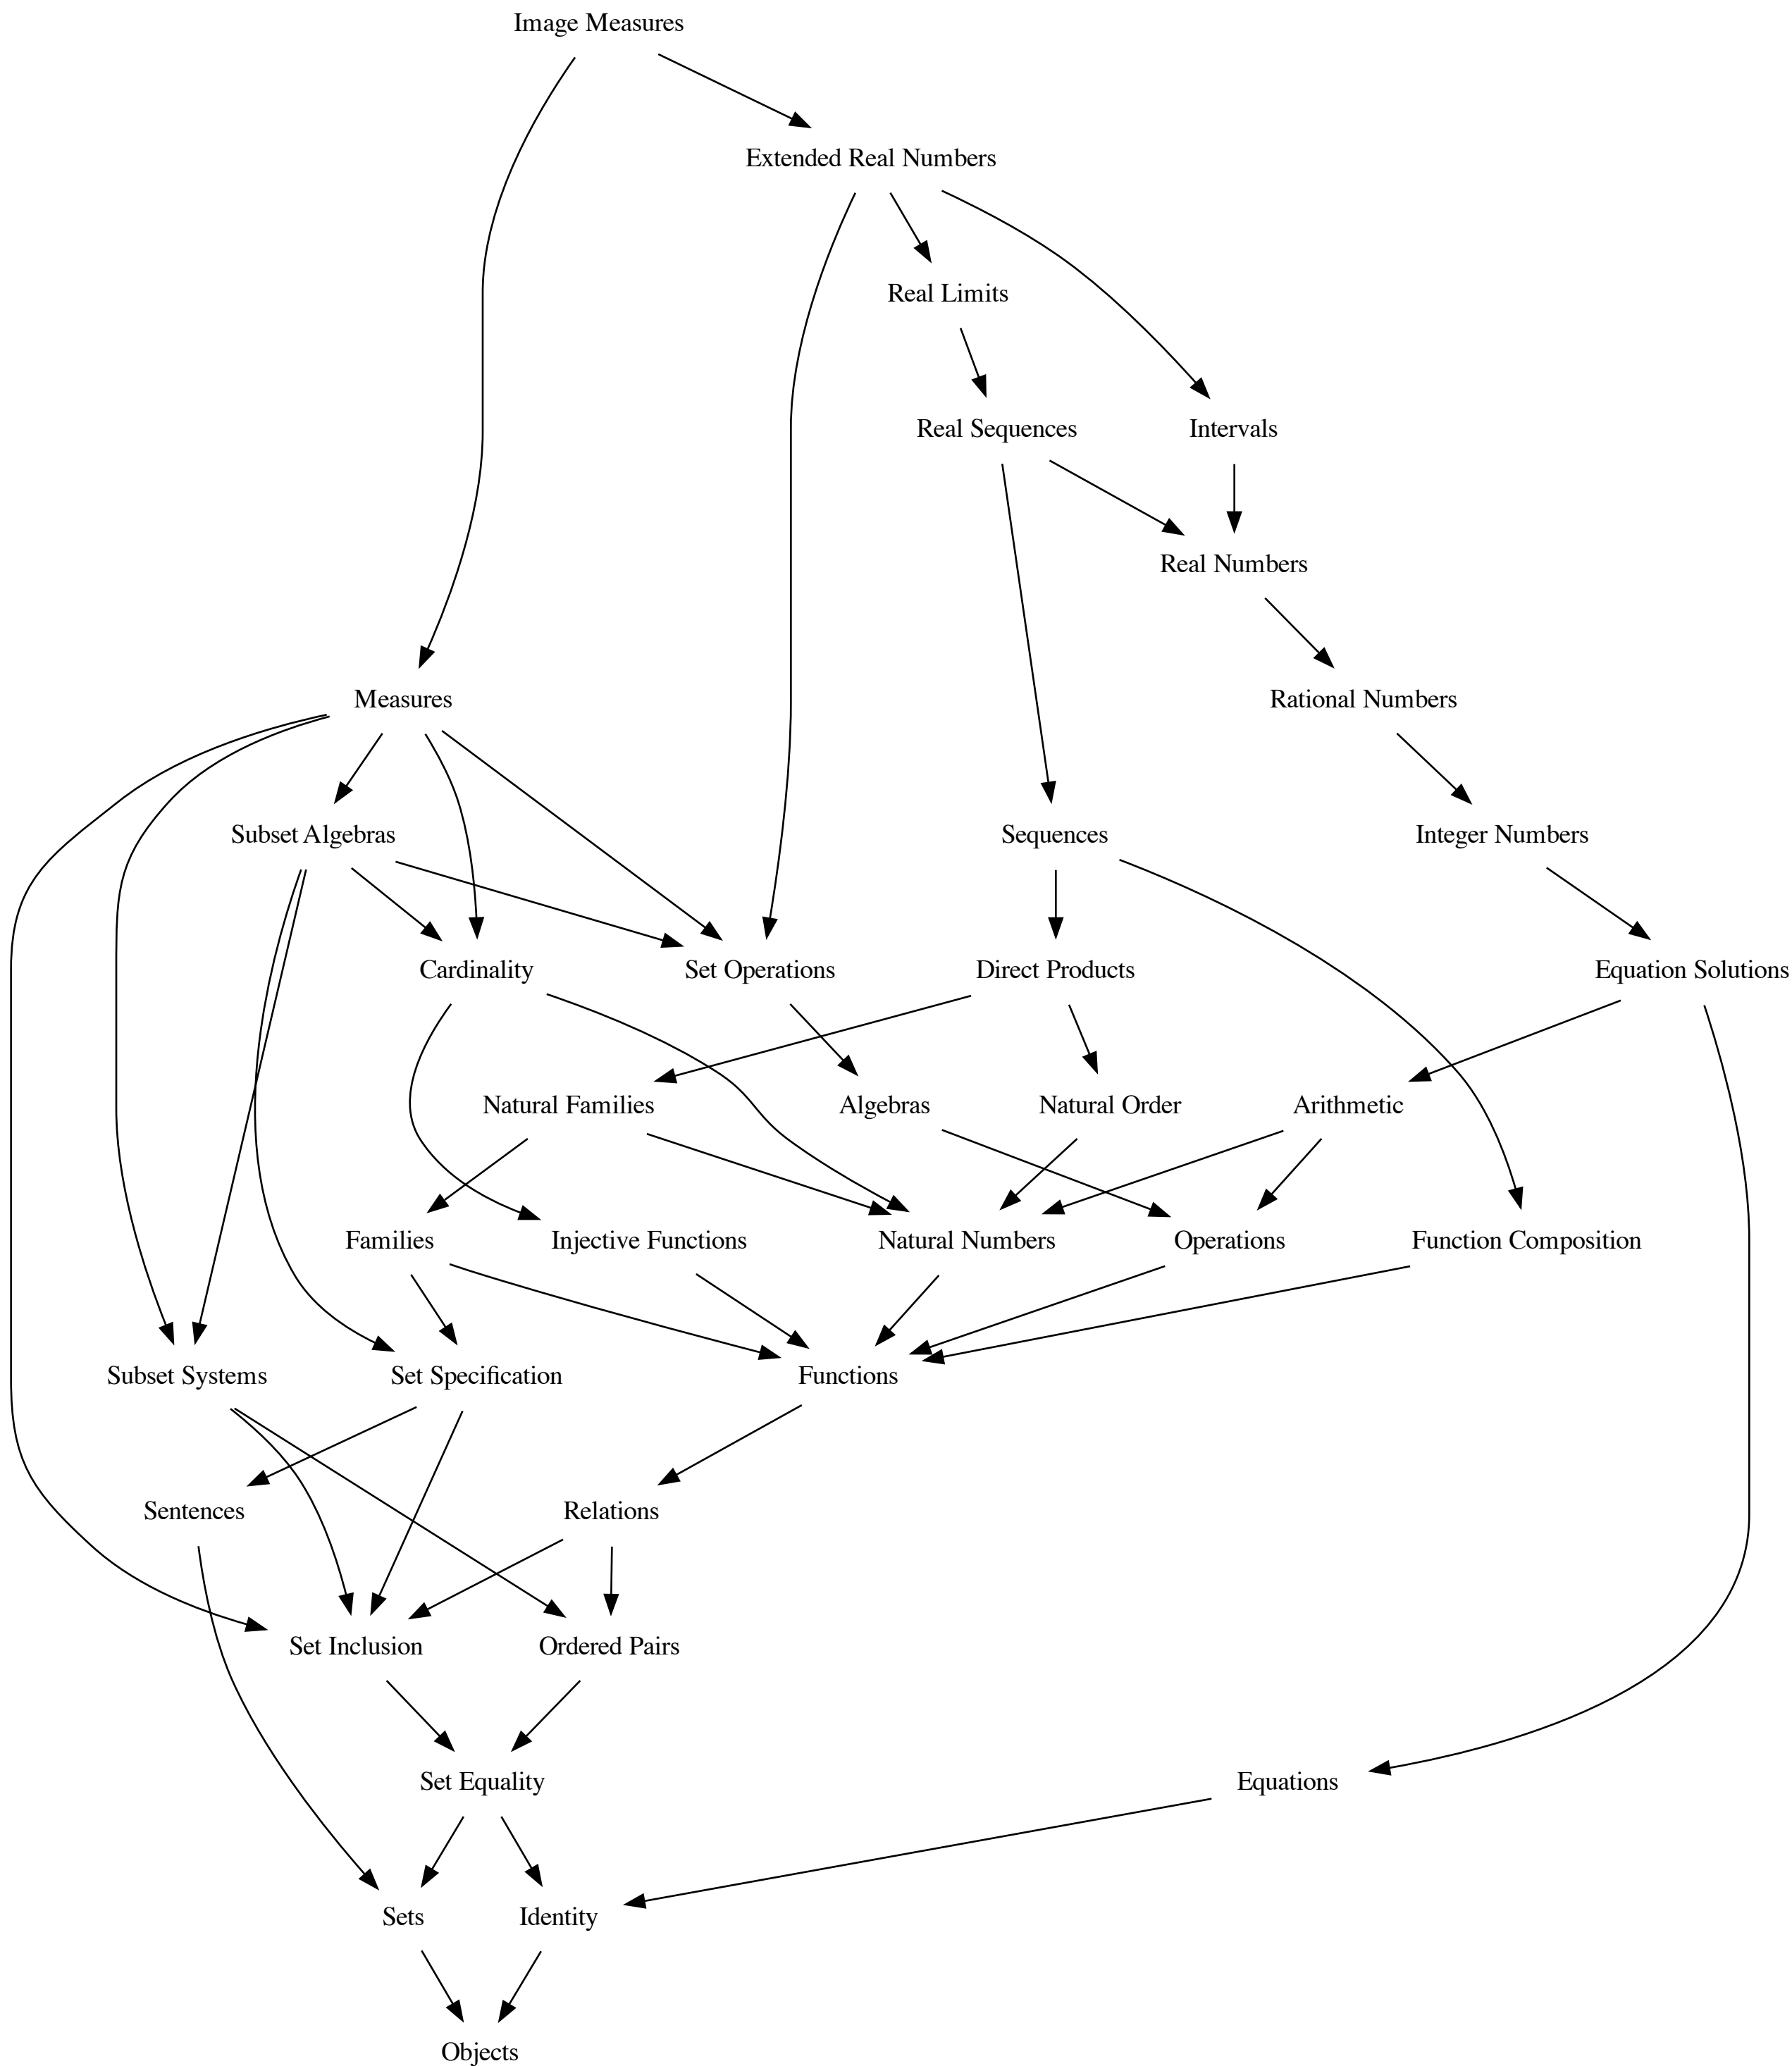 Image Measures
Extended Real Numbers
Real Limits
Real Sequences
Intervals
Real Numbers
Measures
Rational Numbers
Subset Algebras
Sequences
Integer Numbers
Cardinality
Set Operations
Direct Products
Equation Solutions
Natural Families
Algebras
Natural Order
Arithmetic
Families
Injective Functions
Natural Numbers
Operations
Function Composition
Subset Systems
Set Specification
Functions
Sentences
Relations
Set Inclusion
Ordered Pairs
Set Equality
Equations
Sets
Identity
Objects